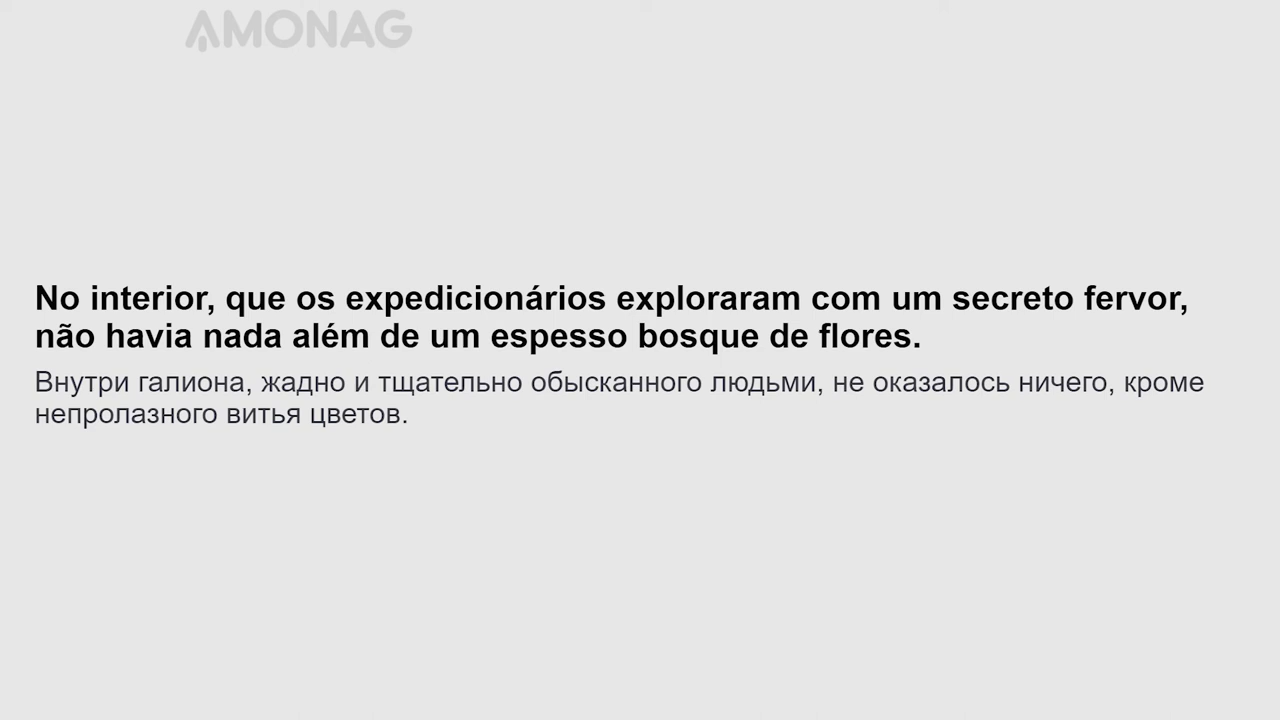 AMONAG
No interior, que os expedicionários exploraram com um secreto fervor,
não havia nada além de um espesso bosque de flores.
Внутри галиона, жадно и тщательно обысканного людьми, не оказалось ничего, кроме
непролазного витья цветов.